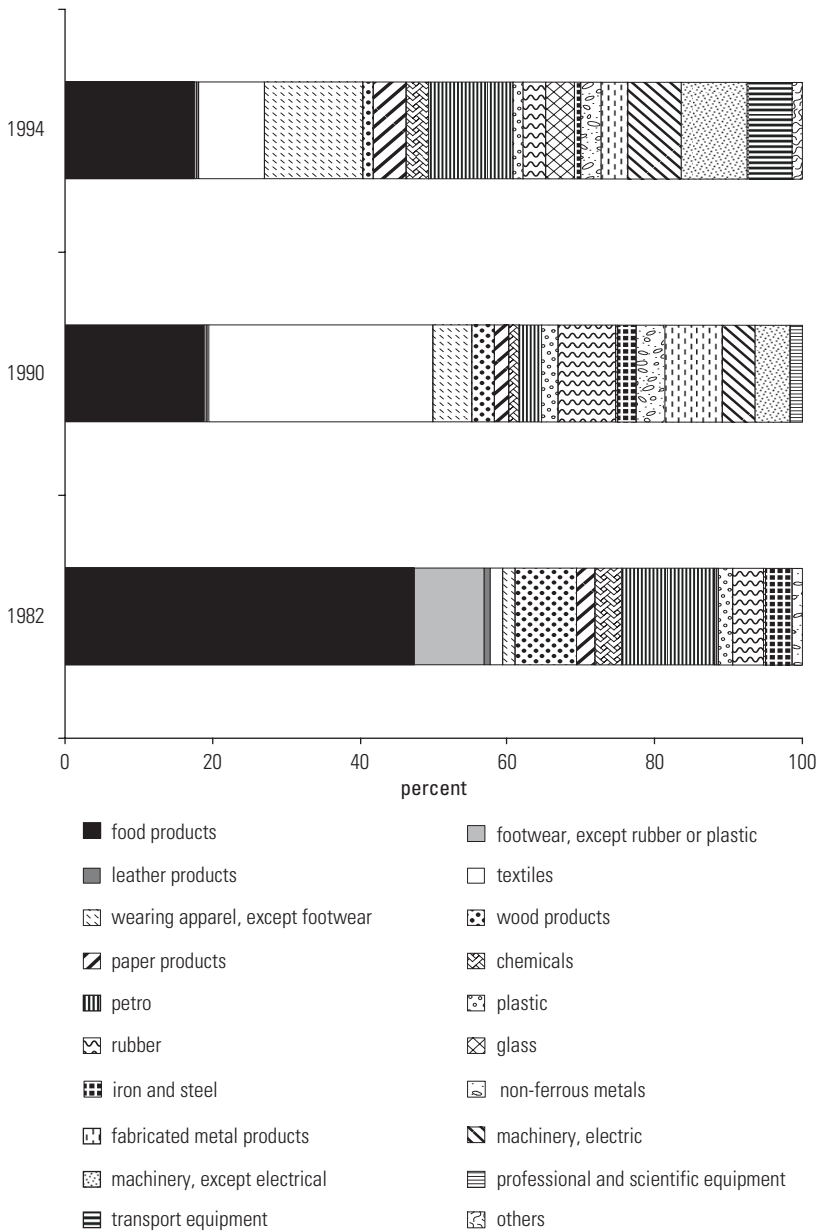 1994
1990
1982
0 20 40 60 80 100
percent
food products
footwear, except rubber or plastic
leather products
textiles
wearing apparel, except footwear
wood products
paper products
chemicals
petro
plastic
rubber
glass
iron and steel
non-ferrous metals
fabricated metal products
machinery, electric
machinery, except electrical
professional and scientific equipment
transport equipment
others